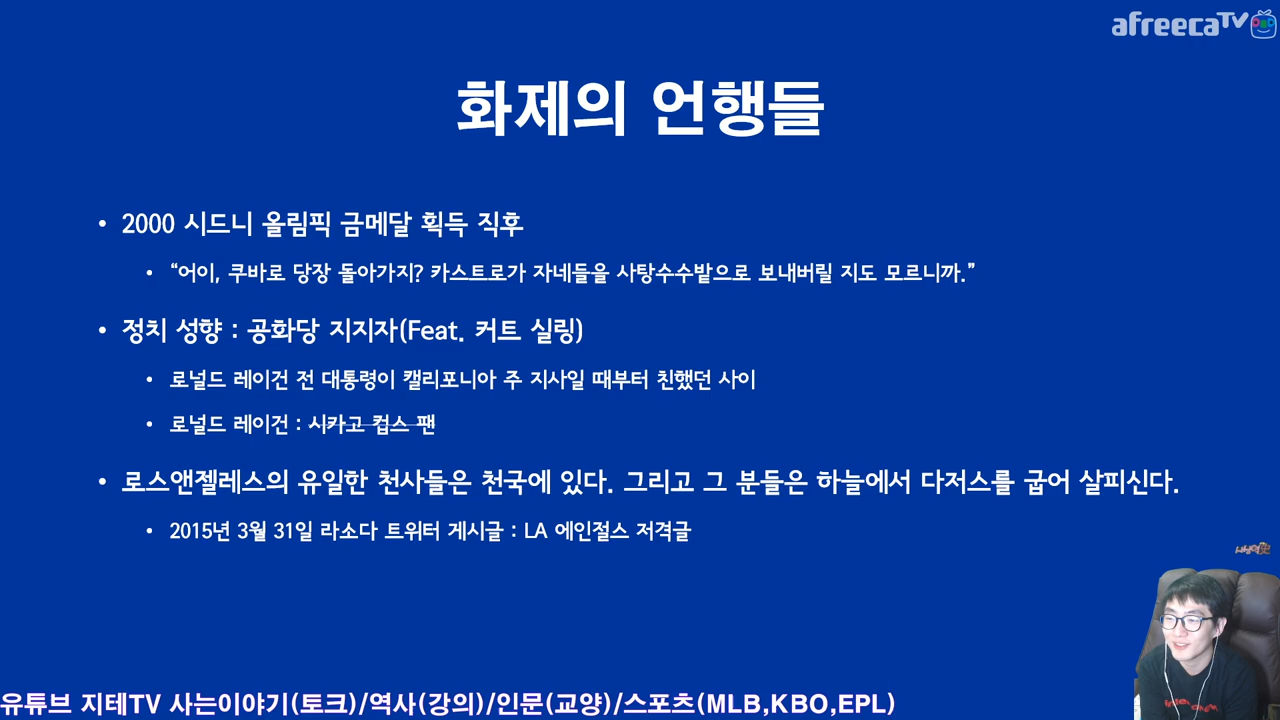 afreecaTV
화제의 언행들
• 2000 시드니 올림픽 금메달 획득 직후
• “어이, 쿠바로 당장 돌아가지? 카스트로가 자네들을 사탕수수밭으로 보내버릴 지도 모르니까.”
• 정치 성향 : 공화당 지지자(Feat. 커트 실링)
• 로널드 레이건 전 대통령이 캘리포니아 주 지사일 때부터 친했던 사이
• 로널드 레이건 : 시카고 컵스 팬
• 로스앤젤레스의 유일한 천사들은 천국에 있다. 그리고 그 분들은 하늘에서 다저스를 굽어 살피신다.
• 2015년 3월 31일 라소다 트위터 게시글 : LA 에인절스 저격글
유튜브 지테TV 사는이야기(토크)/역사(강의)/인문(교양)/스포츠(MLB,KBO,EPL)